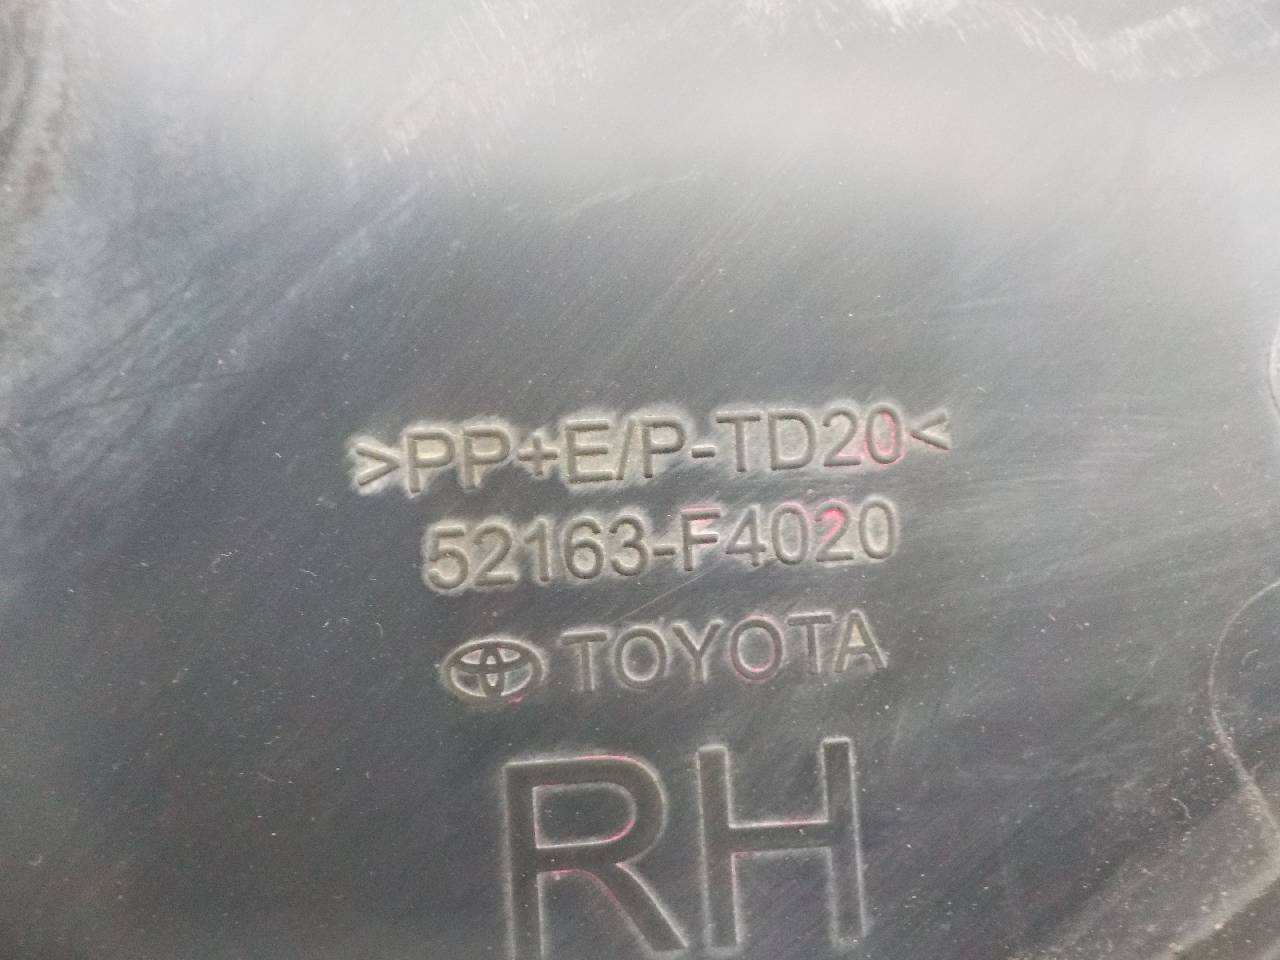 >PP+E/P-TD20<
52163-F4020
TOYOTA
RH